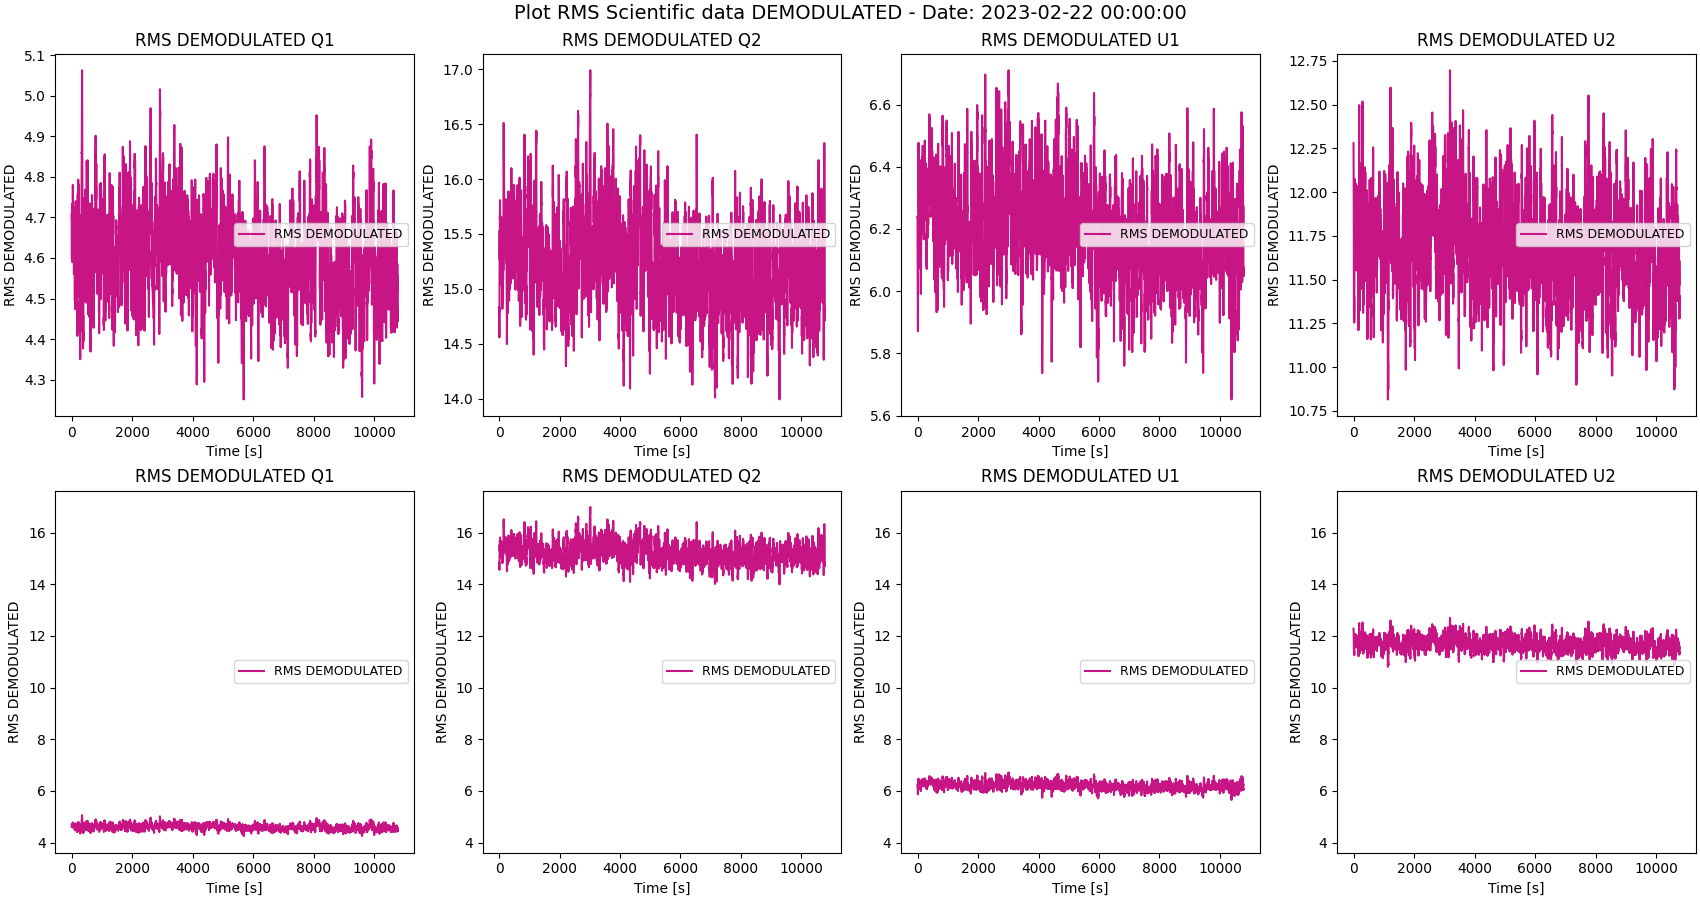 Plot RMS Scientific data DEMODULATED - Date: 2023-02-22 00:00:00
RMS DEMODULATED Q1
RMS DEMODULATED
5.1
5.0
4.9
4.8
4.7
4.6
4.5
4.4
4.3
RMS DEMODULATED
0 2000 4000 6000 8000 10000
Time [s]
RMS DEMODULATED Q2
RMS DEMODULATED
17.0
16.5
16.0
15.5
15.0
14.5
14.0
RMS DEMODULATED
0 2000 4000 6000 8000 10000
Time [s]
RMS DEMODULATED U1
RMS DEMODULATED
6.6
6.4
6.2
6.0
5.8
5.6
RMS DEMODULATED
0 2000 4000 6000 8000 10000
Time [s]
RMS DEMODULATED U2
RMS DEMODULATED
12.75
12.50
12.25
12.00
11.75
11.50
11.25
11.00
10.75
RMS DEMODULATED
0 2000 4000 6000 8000 10000
Time [s]
RMS DEMODULATED Q1
RMS DEMODULATED
16
14
12
10
8
6
4
RMS DEMODULATED
0 2000 4000 6000 8000 10000
Time [s]
RMS DEMODULATED Q2
RMS DEMODULATED
16
14
12
10
8
6
4
RMS DEMODULATED
0 2000 4000 6000 8000 10000
Time [s]
RMS DEMODULATED U1
RMS DEMODULATED
16
14
12
10
8
6
4
RMS DEMODULATED
0 2000 4000 6000 8000 10000
Time [s]
RMS DEMODULATED U2
RMS DEMODULATED
16
14
12
10
8
6
4
RMS DEMODULATED
0 2000 4000 6000 8000 10000
Time [s]